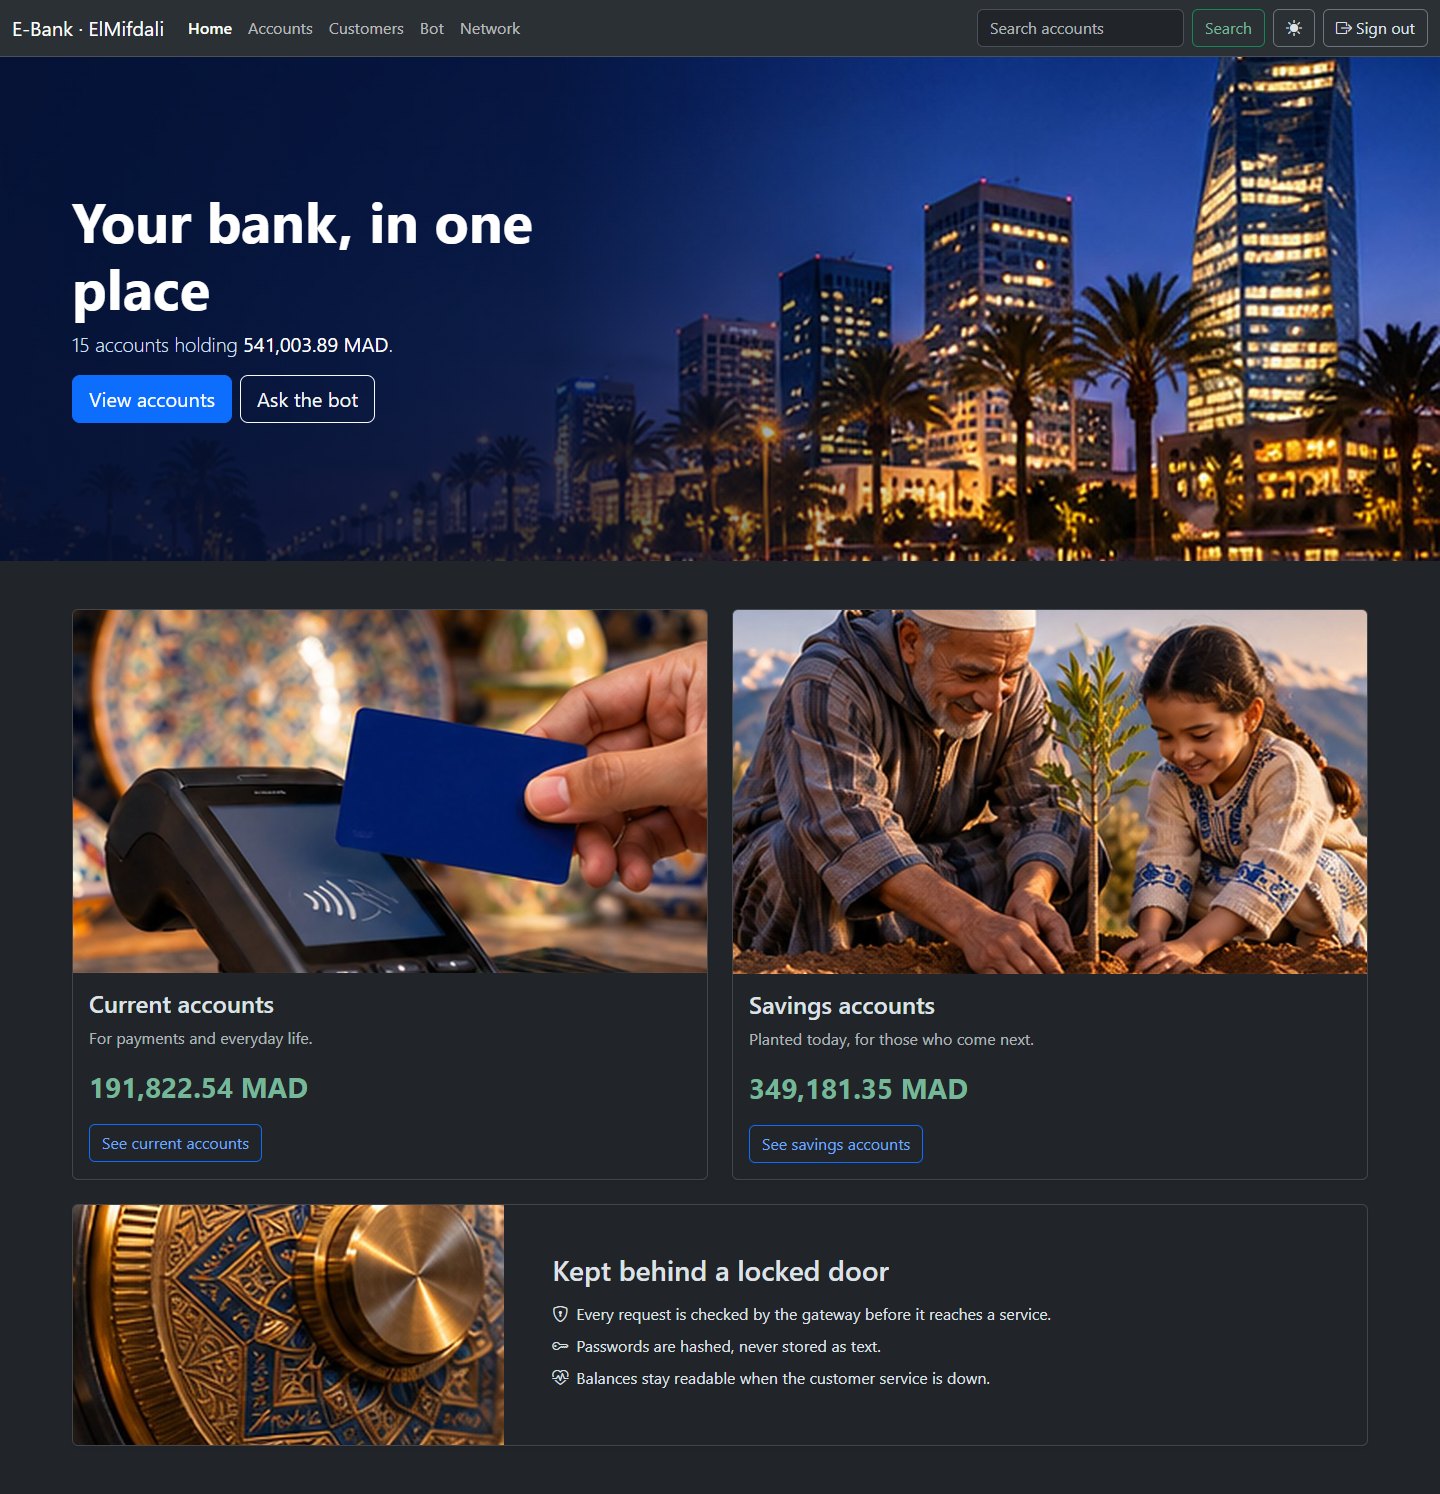 E-Bank · ElMifdali Home Accounts Customers Bot Network Search accounts Search Sign out
Your bank, in one
place
15 accounts holding 541,003.89 MAD.
View accounts Ask the bot
Current accounts
For payments and everyday life.
191,822.54 MAD
See current accounts
Savings accounts
Planted today, for those who come next.
349,181.35 MAD
See savings accounts
Kept behind a locked door
Every request is checked by the gateway before it reaches a service.
Passwords are hashed, never stored as text.
Balances stay readable when the customer service is down.